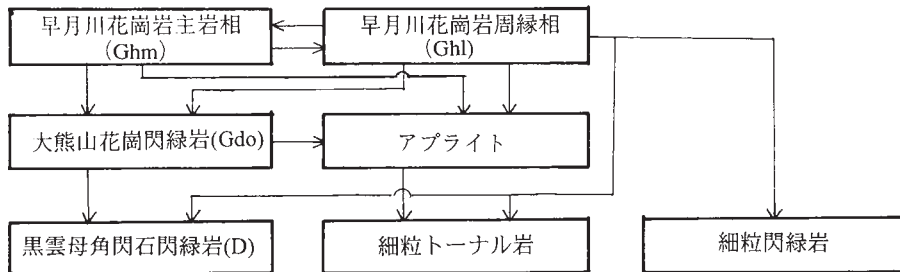 早月川花崗岩主岩相
(Ghm)
早月川花崗岩周縁相
(Ghl)
大熊山花崗閃緑岩(Gdo)
アプライト
黒雲母角閃石閃緑岩(D)
細粒トーナル岩
細粒閃緑岩